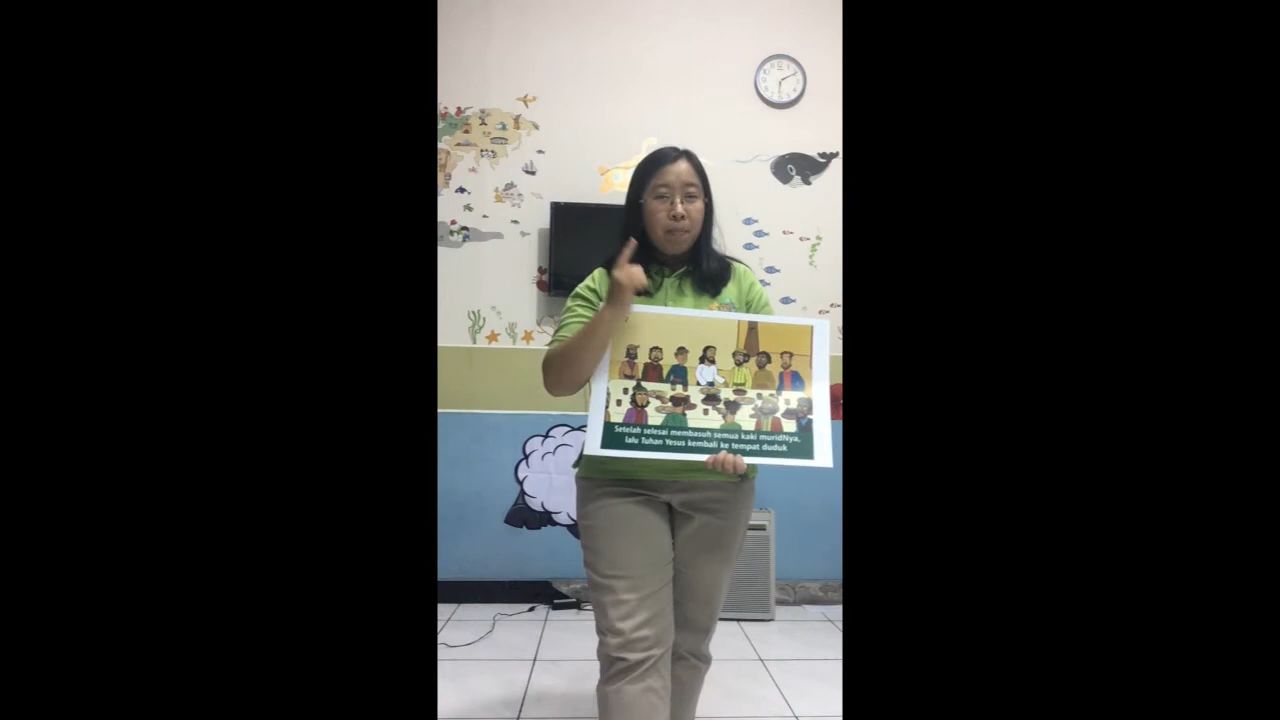 Setelah selesai membasuh semua kaki muridNya,
lalu Tuhan Yesus kembali ke tempat duduk